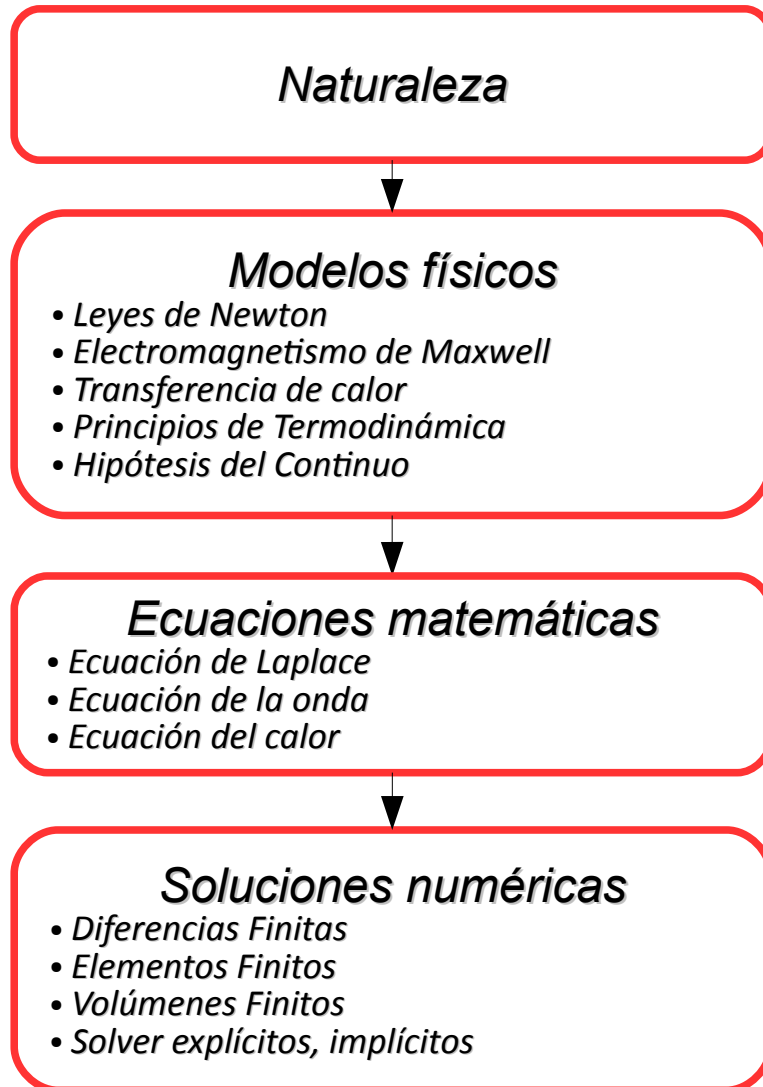 Naturaleza
Modelos físicos
• Leyes de Newton
• Electromagnetismo de Maxwell
• Transferencia de calor
• Principios de Termodinámica
• Hipótesis del Continuo
Ecuaciones matemáticas
• Ecuación de Laplace
• Ecuación de la onda
• Ecuación del calor
Soluciones numéricas
• Diferencias Finitas
• Elementos Finitos
• Volúmenes Finitos
• Solver explícitos, implícitos